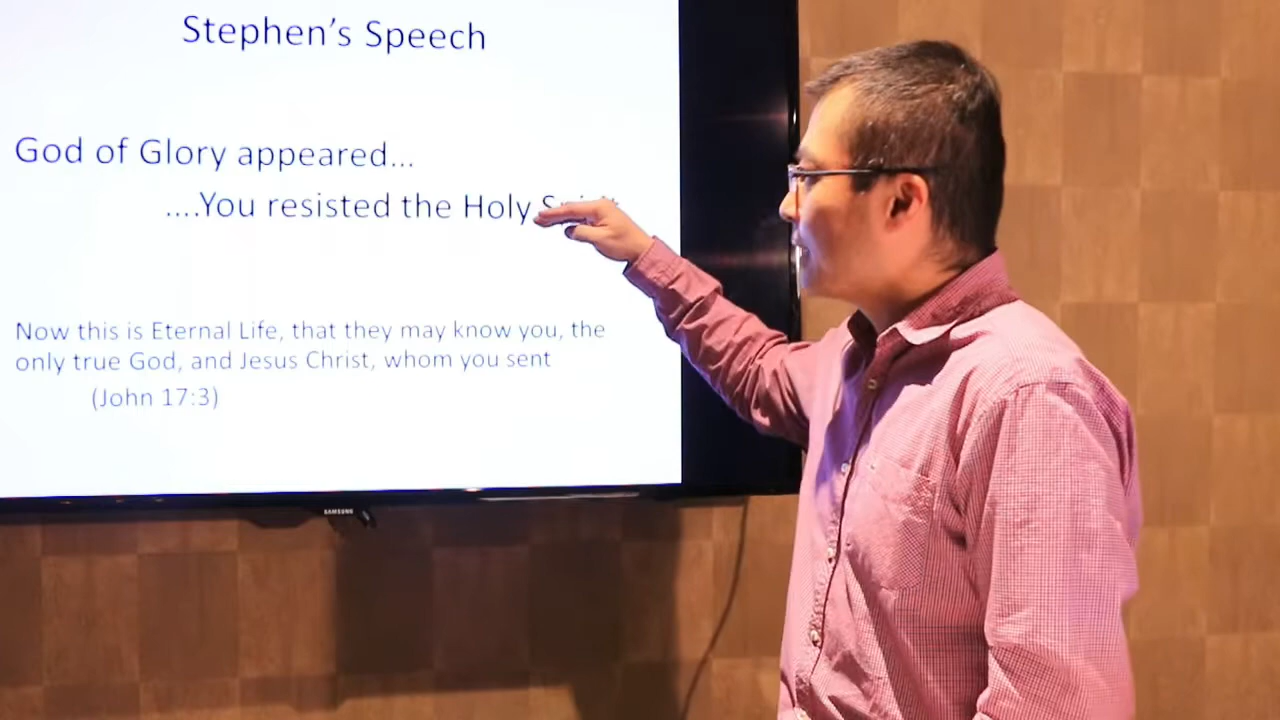 Stephen's Speech
God of Glory appeared...
....You resisted the Holy
Now this is Eternal Life, that they may know you, the
only true God, and Jesus Christ, whom you sent
(John 17:3)
SAMSUNG